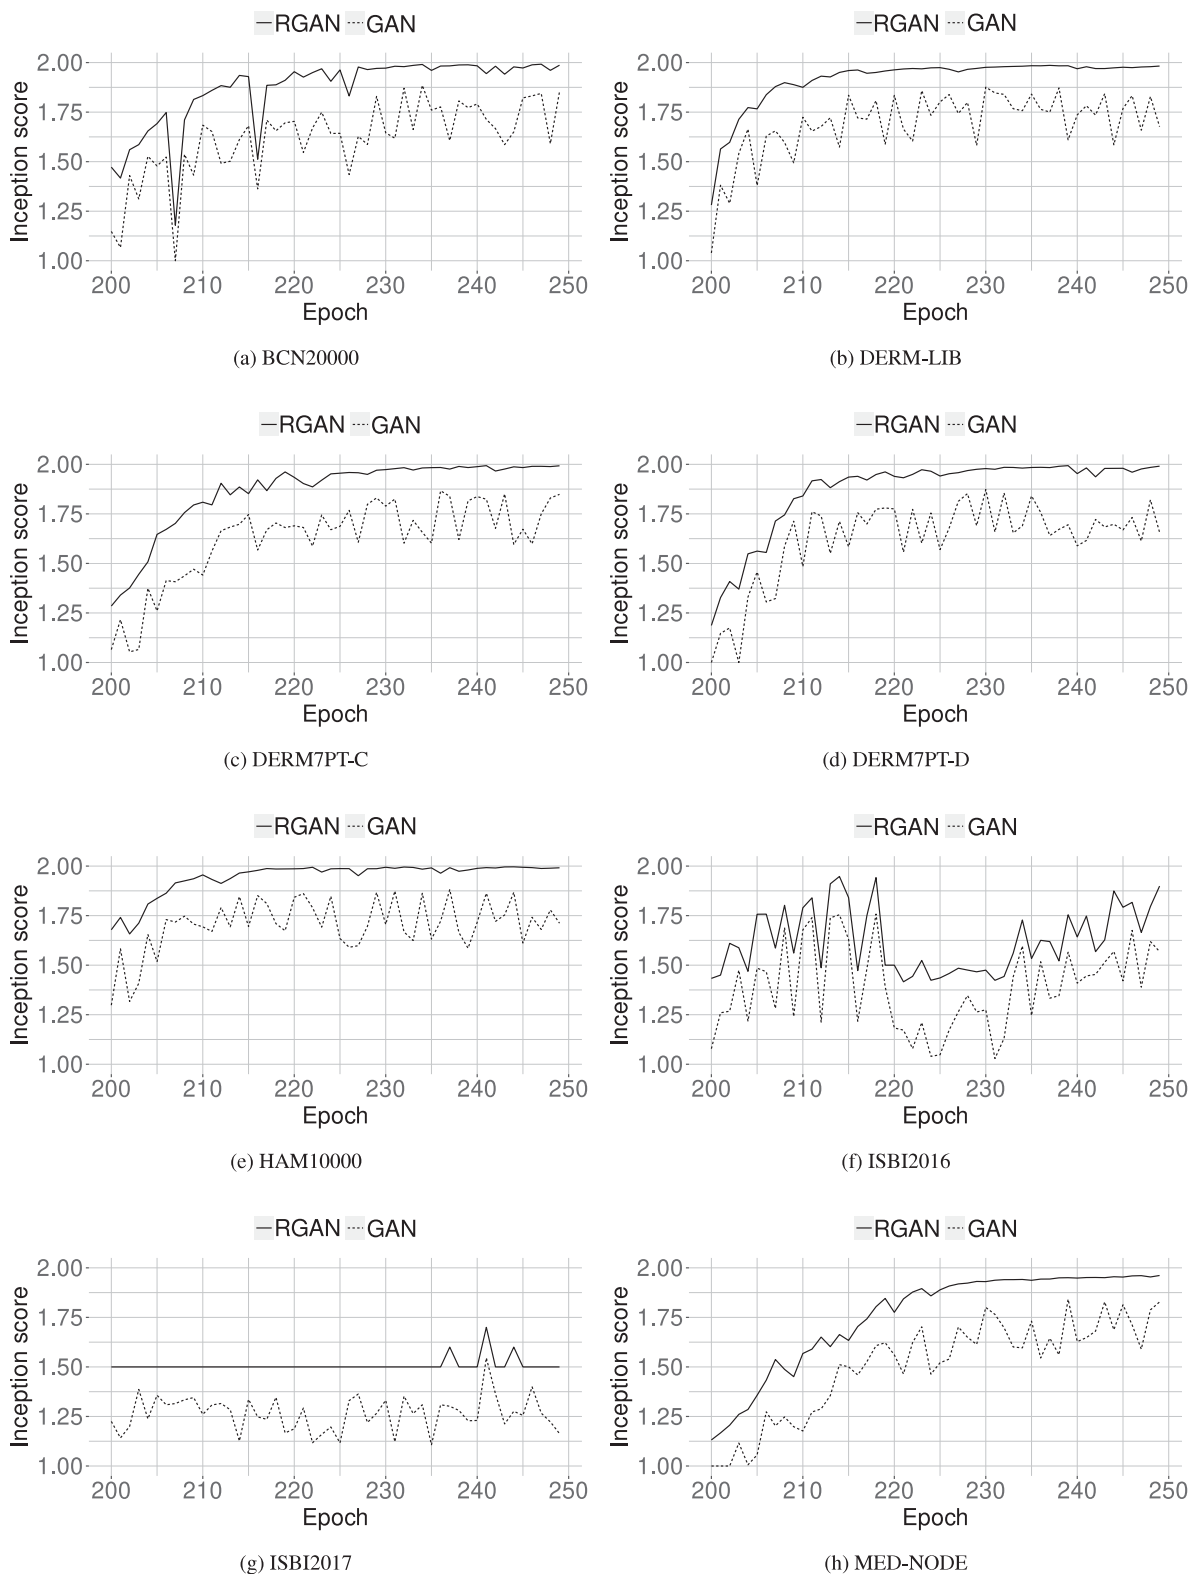 RGAN GAN RGAN GAN
2.00 2.00
1.75 1.75
1.50 1.50
1.25 1.25
1.00 1.00
Inception score Inception score
200 210 220 230 240 250 200 210 220 230 240 250
Epoch Epoch
(a) BCN20000 (b) DERM-LIB
RGAN GAN RGAN GAN
2.00 2.00
1.75 1.75
1.50 1.50
1.25 1.25
1.00 1.00
Inception score Inception score
200 210 220 230 240 250 200 210 220 230 240 250
Epoch Epoch
(c) DERM7PT-C (d) DERM7PT-D
RGAN GAN RGAN GAN
2.00 2.00
1.75 1.75
1.50 1.50
1.25 1.25
1.00 1.00
Inception score Inception score
200 210 220 230 240 250 200 210 220 230 240 250
Epoch Epoch
(e) HAM10000 (f) ISBI2016
RGAN GAN RGAN GAN
2.00 2.00
1.75 1.75
1.50 1.50
1.25 1.25
1.00 1.00
Inception score Inception score
200 210 220 230 240 250 200 210 220 230 240 250
Epoch Epoch
(g) ISBI2017 (h) MED-NODE